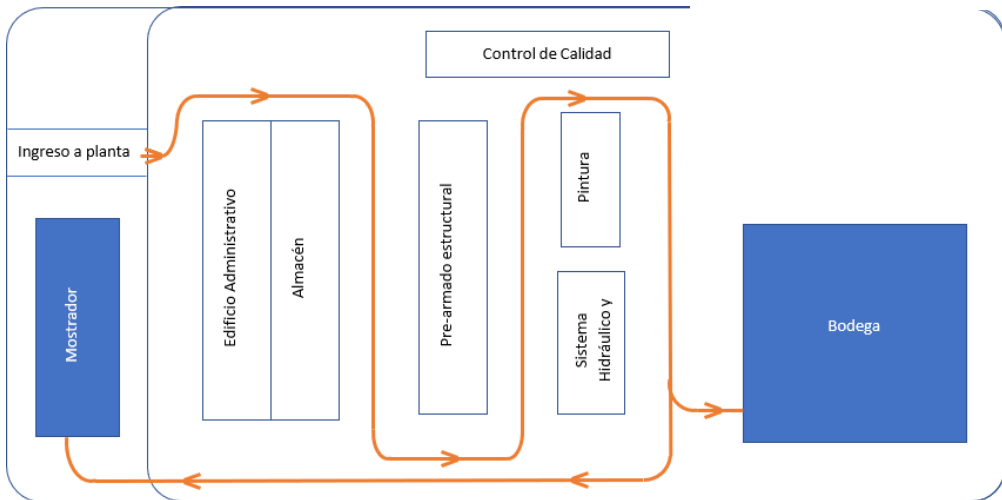 Control de Calidad
Ingreso a planta
Mostrador
Edificio Administrativo
Almacén
Pre-armado estructural
Pintura
Sistema
Hidráulico y
Bodega